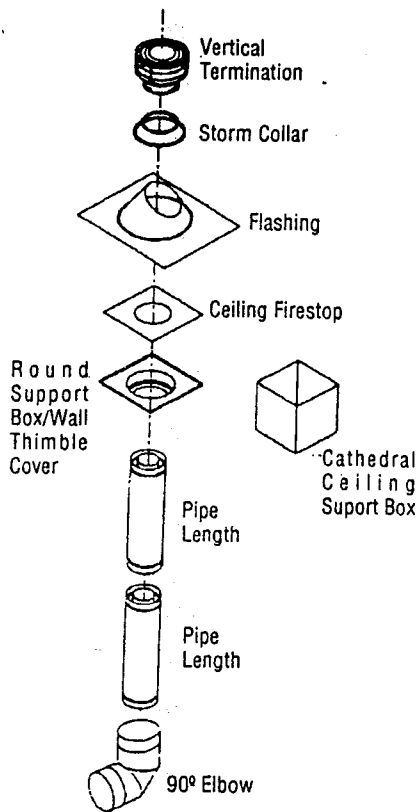 Vertical
Termination
Storm Collar
Flashing
Ceiling Firestop
Round
Support
Box/Wall
Thimble
Cover
Cathedral
Ceiling
Suport Box
Pipe
Length
Pipe
Length
90º Elbow